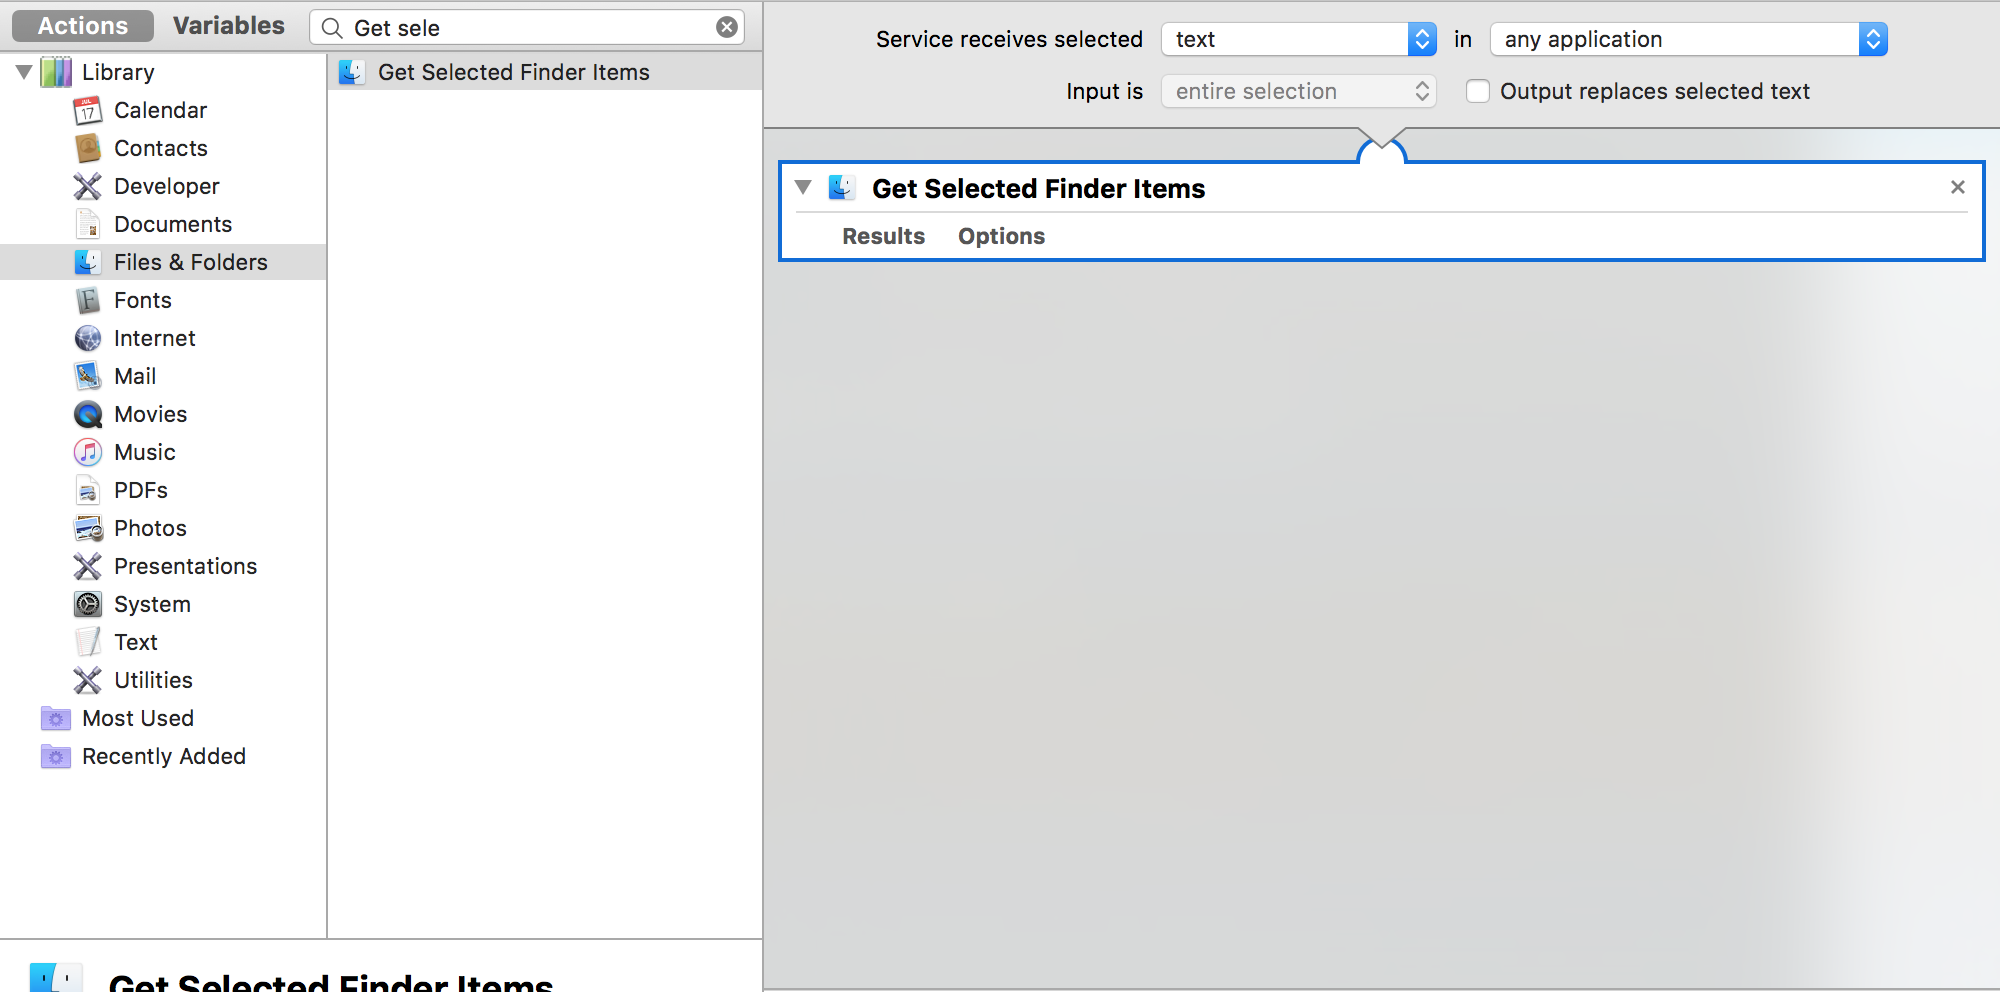 Actions Variables Get sele
Library
JUL
17
Calendar
Contacts
Developer
Documents
Files & Folders
F
Fonts
Internet
Mail
Movies
Music
PDFs
Photos
Presentations
System
Text
Utilities
Most Used
Recently Added
Get Selected Finder Items
Service receives selected text in any application
Input is entire selection Output replaces selected text
Get Selected Finder Items
Results Options
Get Selected Finder Items